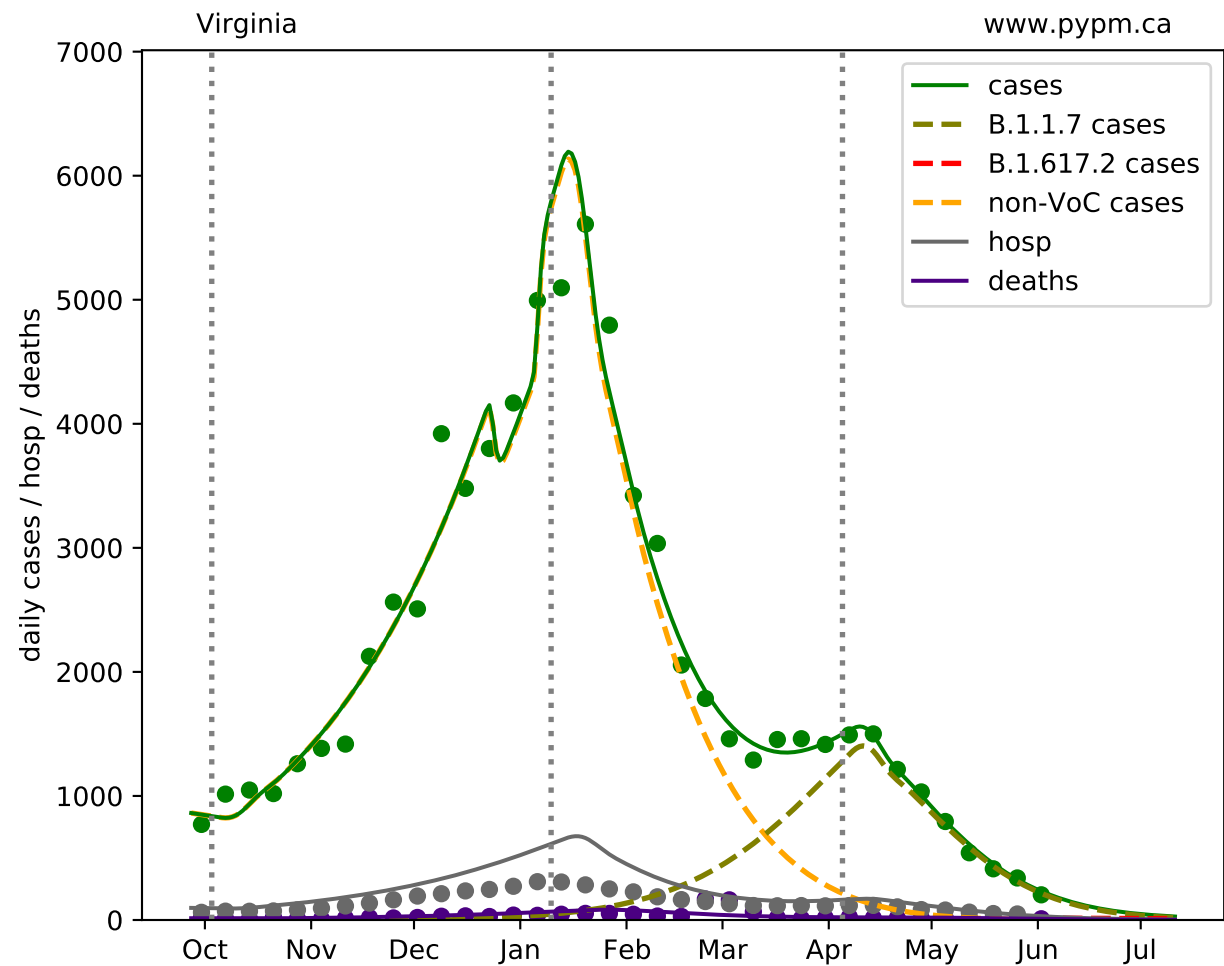 Virginia www.pypm.ca
7000
6000
5000
4000
3000
2000
1000
0
daily cases / hosp / deaths
cases
B.1.1.7 cases
B.1.617.2 cases
non-VoC cases
hosp
deaths
Oct Nov Dec Jan Feb Mar Apr May Jun Jul